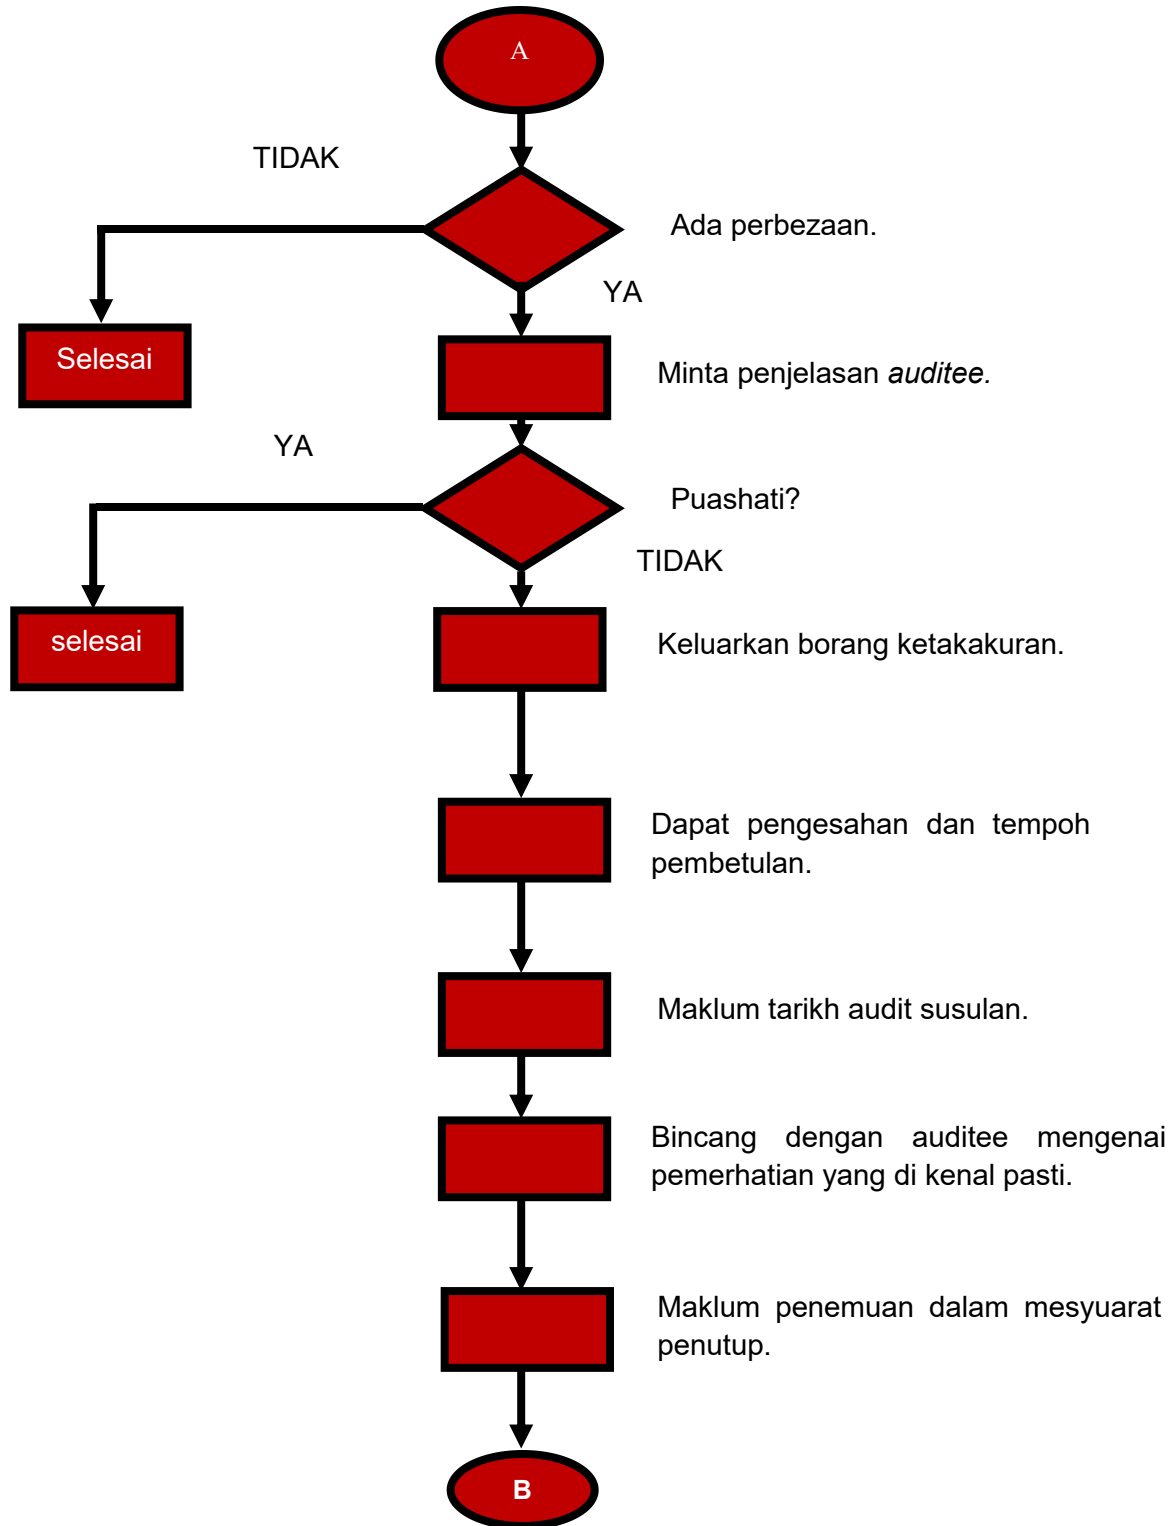 A
TIDAK
Ada perbezaan.
YA
Selesai
Minta penjelasan auditee.
YA
Puashati?
TIDAK
selesai
Keluarkan borang ketakakuran.
Dapat pengesahan dan tempoh
pembetulan.
Maklum tarikh audit susulan.
Bincang dengan auditee mengenai
pemerhatian yang di kenal pasti.
Maklum penemuan dalam mesyuarat
penutup.
B